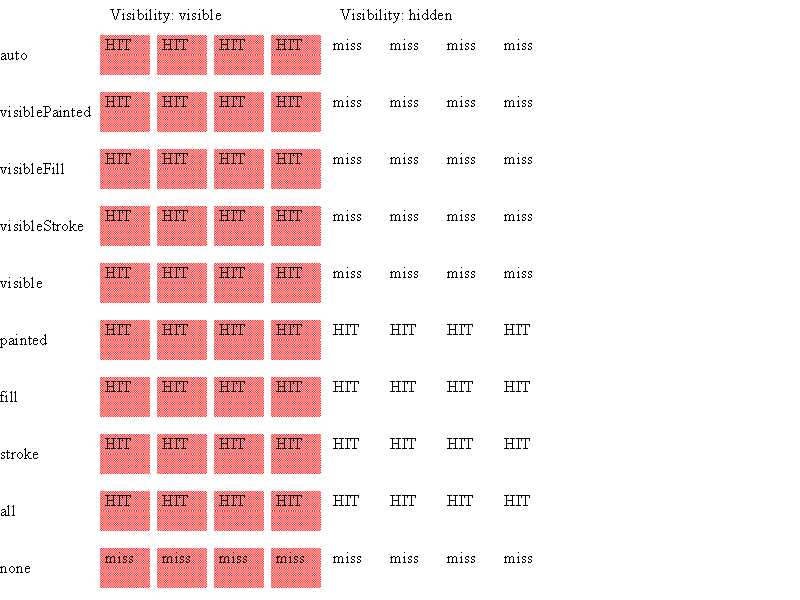 Visibility: visible Visibility: hidden
auto HIT HIT HIT HIT miss miss miss miss
visiblePainted HIT HIT HIT HIT miss miss miss miss
visibleFill HIT HIT HIT HIT miss miss miss miss
visibleStroke HIT HIT HIT HIT miss miss miss miss
visible HIT HIT HIT HIT miss miss miss miss
painted HIT HIT HIT HIT HIT HIT HIT HIT
fill HIT HIT HIT HIT HIT HIT HIT HIT
stroke HIT HIT HIT HIT HIT HIT HIT HIT
all HIT HIT HIT HIT HIT HIT HIT HIT
none miss miss miss miss miss miss miss miss